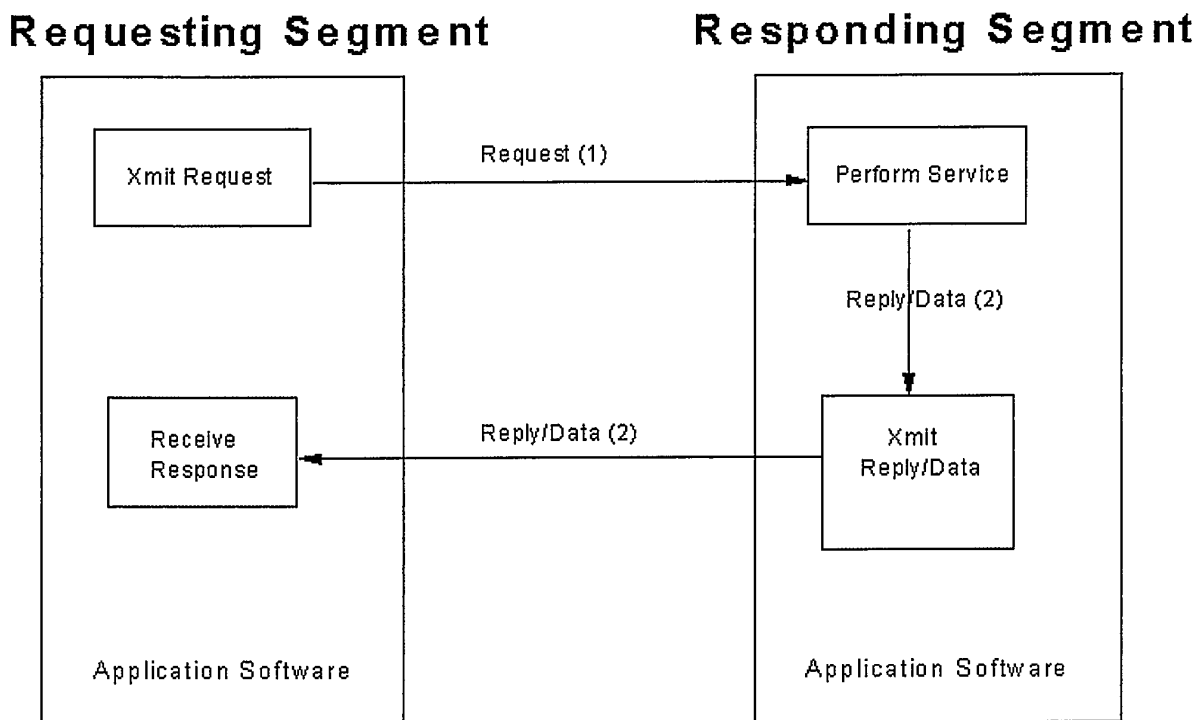 Requesting Segment
Responding Segment
Xmit Request
Request (1)
Perform Service
Reply/Data (2)
Receive
Response
Reply/Data (2)
Xmit
Reply/Data
Application Software
Application Software